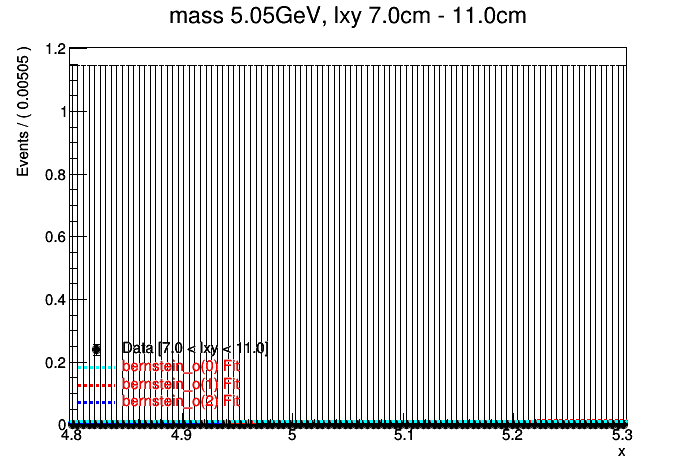 mass 5.05GeV, lxy 7.0cm - 11.0cm
Events / ( 0.00505 )
1.2
1
0.8
0.6
0.4
0.2
0
Data [7.0 < lxy < 11.0]
bernstein_o(0) Fit
bernstein_o(1) Fit
bernstein_o(2) Fit
4.8 4.9 5 5.1 5.2 5.3
x